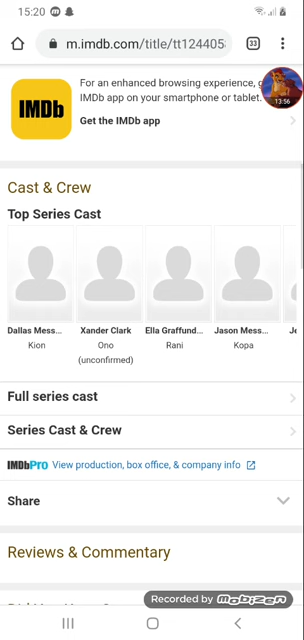 15:20
m.imdb.com/title/tt124405
33
IMDb
For an enhanced browsing experience, g
IMDb app on your smartphone or tablet.
13:56
Get the IMDb app
Cast & Crew
Top Series Cast
Dallas Mess... Xander Clark Ella Graffund... Jason Mess... Je
Kion Ono Rani Kopa
(unconfirmed)
Full series cast
Series Cast & Crew
IMDbPro View production, box office, & company info
Share
Reviews & Commentary
Recorded by MOBIZEN